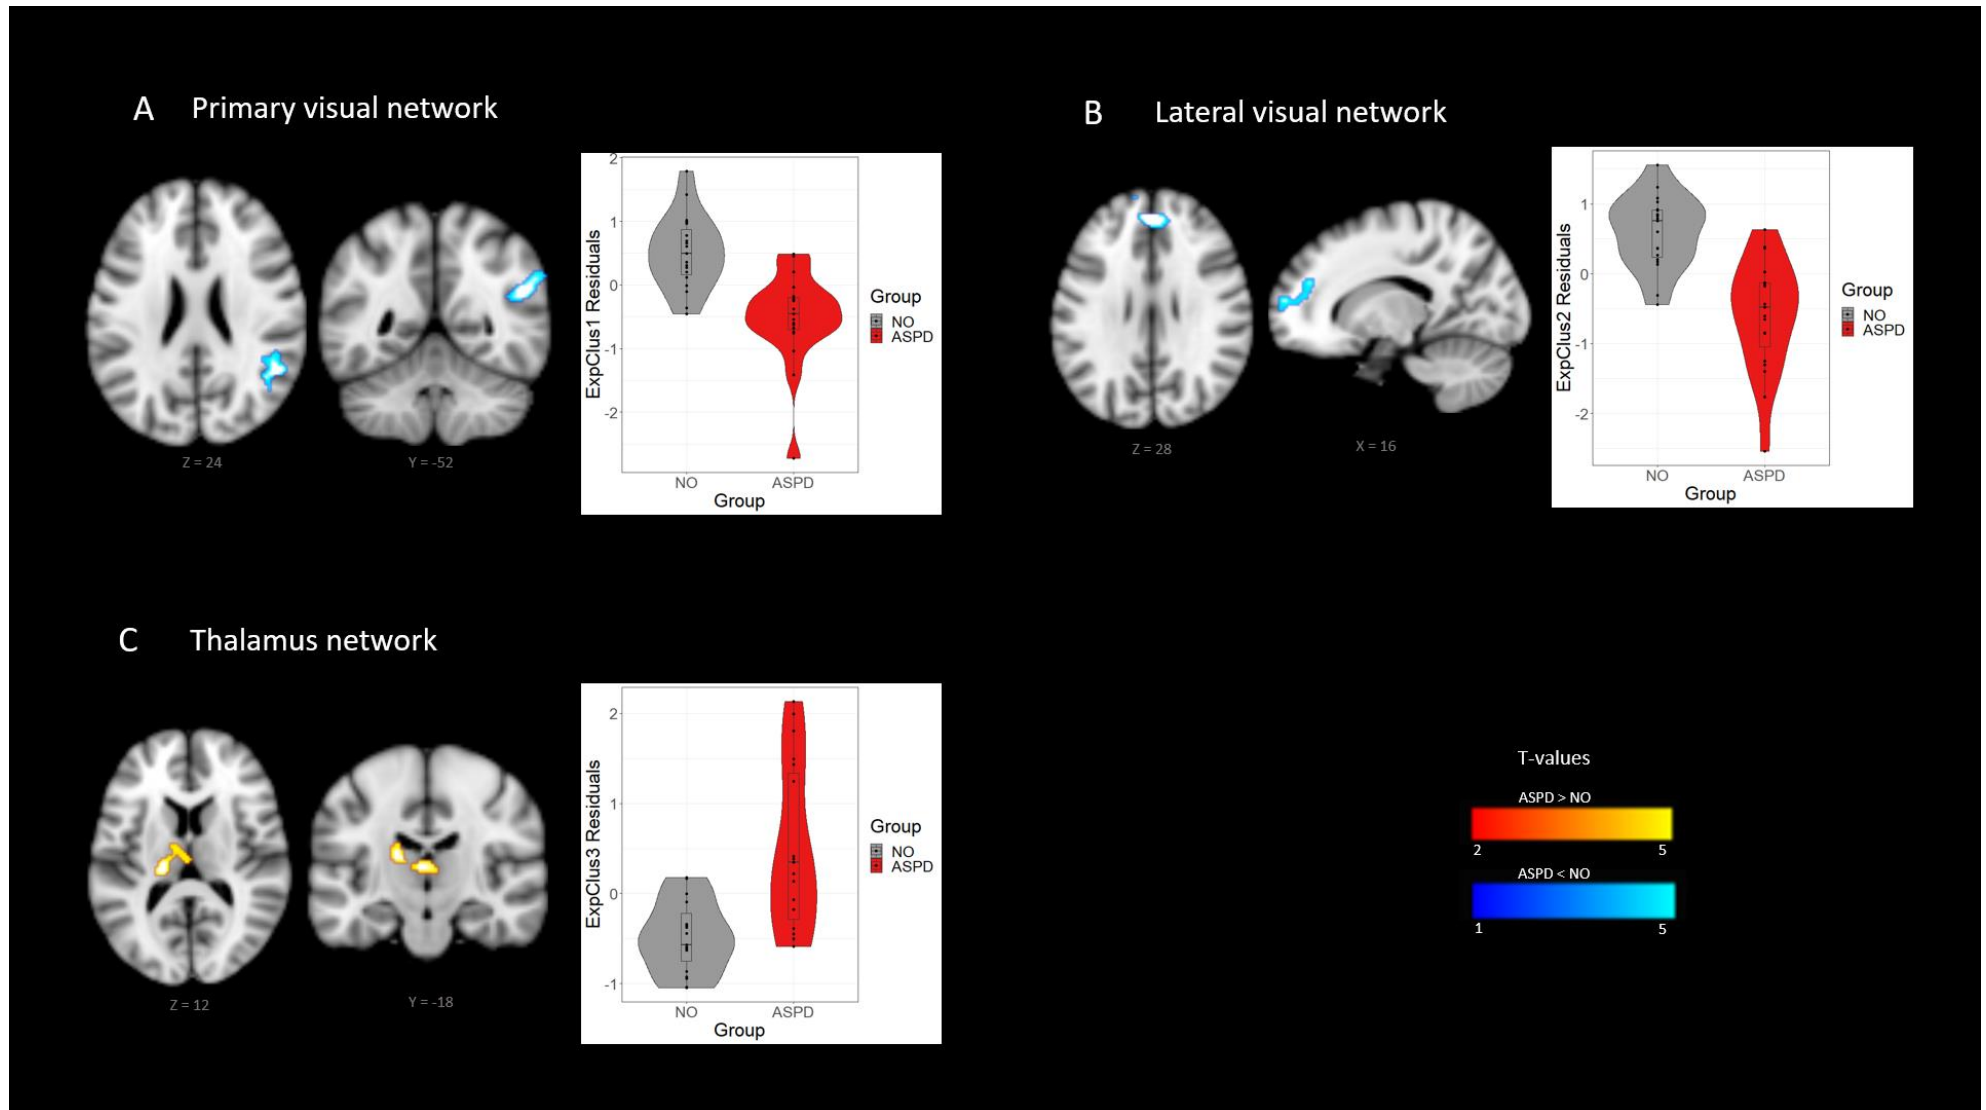 A Primary visual network
Z = 24
Y = -52
2
1
0
-1
-2
ExpClus1 Residuals
NO
ASPD
Group
Group
NO
ASPD
B Lateral visual network
Z = 28
X = 16
1
0
-1
-2
ExpClus2 Residuals
NO
ASPD
Group
Group
NO
ASPD
C Thalamus network
Z = 12
Y = -18
2
1
0
-1
ExpClus3 Residuals
NO
ASPD
Group
Group
NO
ASPD
T-values
ASPD > NO
2 5
ASPD < NO
1 5